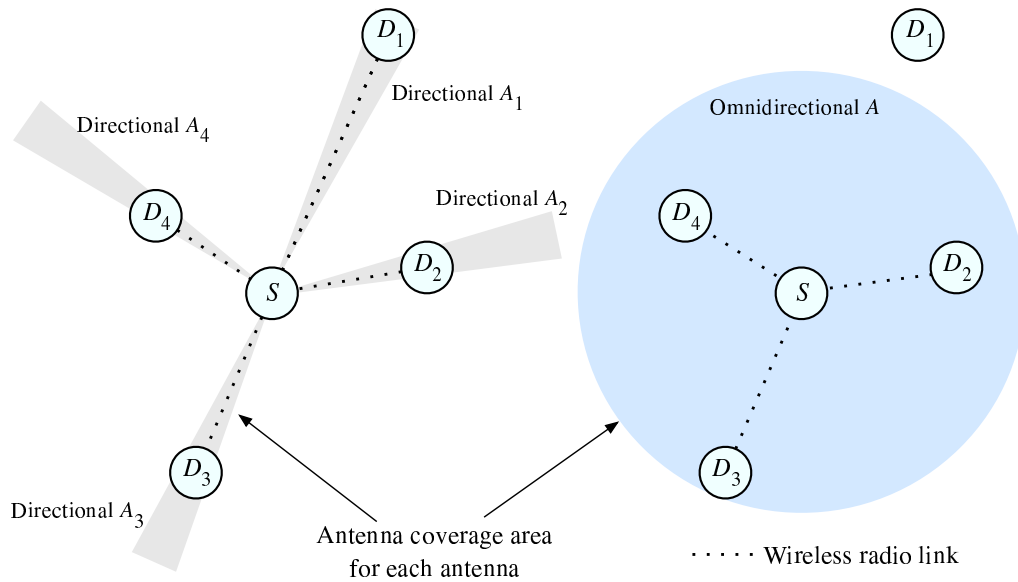 D1
Directional A1
Directional A4
D4
Directional A2
D2
S
D3
Directional A3
Antenna coverage area
for each antenna
D1
Omnidirectional A
D4
D2
S
D3
Wireless radio link